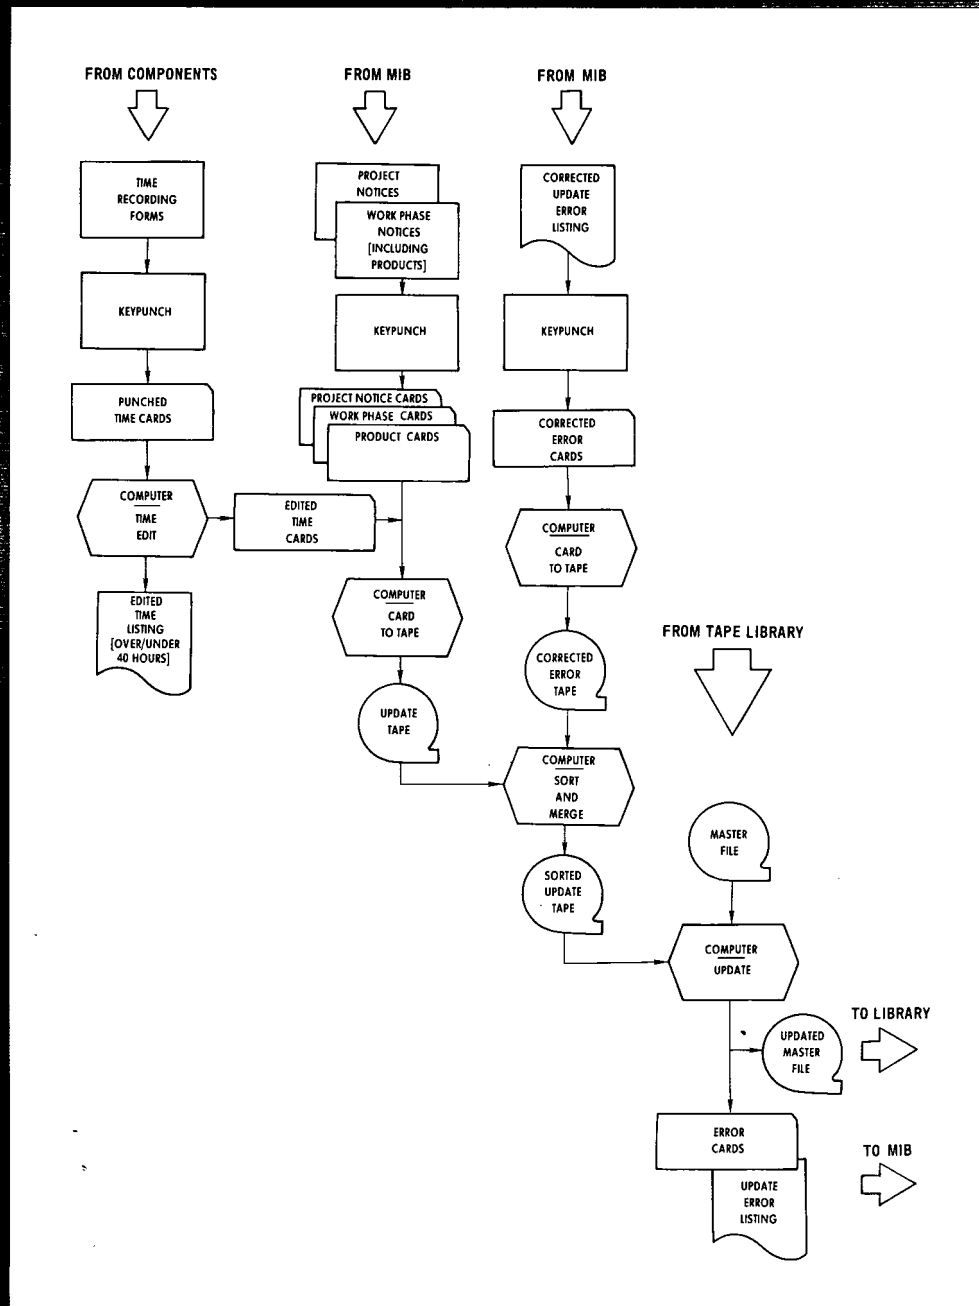 FROM COMPONENTS
TIME
RECORDING
FORMS
KEYPUNCH
PUNCHED
TIME CARDS
COMPUTER
TIME
EDIT
EDITED
TIME
LISTING
[OVER/UNDER
40 HOURS]
EDITED
TIME
CARDS
FROM MIB
PROJECT
NOTICES
WORK PHASE
NOTICES
[INCLUDING
PRODUCTS]
KEYPUNCH
PROJECT NOTICE CARDS
WORK PHASE CARDS
PRODUCT CARDS
COMPUTER
CARD
TO TAPE
UPDATE
TAPE
FROM MIB
CORRECTED
UPDATE
ERROR
LISTING
KEYPUNCH
CORRECTED
ERROR
CARDS
COMPUTER
CARD
TO TAPE
CORRECTED
ERROR
TAPE
COMPUTER
SORT
AND
MERGE
SORTED
UPDATE
TAPE
FROM TAPE LIBRARY
MASTER
FILE
COMPUTER
UPDATE
UPDATED
MASTER
FILE
TO LIBRARY
ERROR
CARDS
UPDATE
ERROR
LISTING
TO MIB